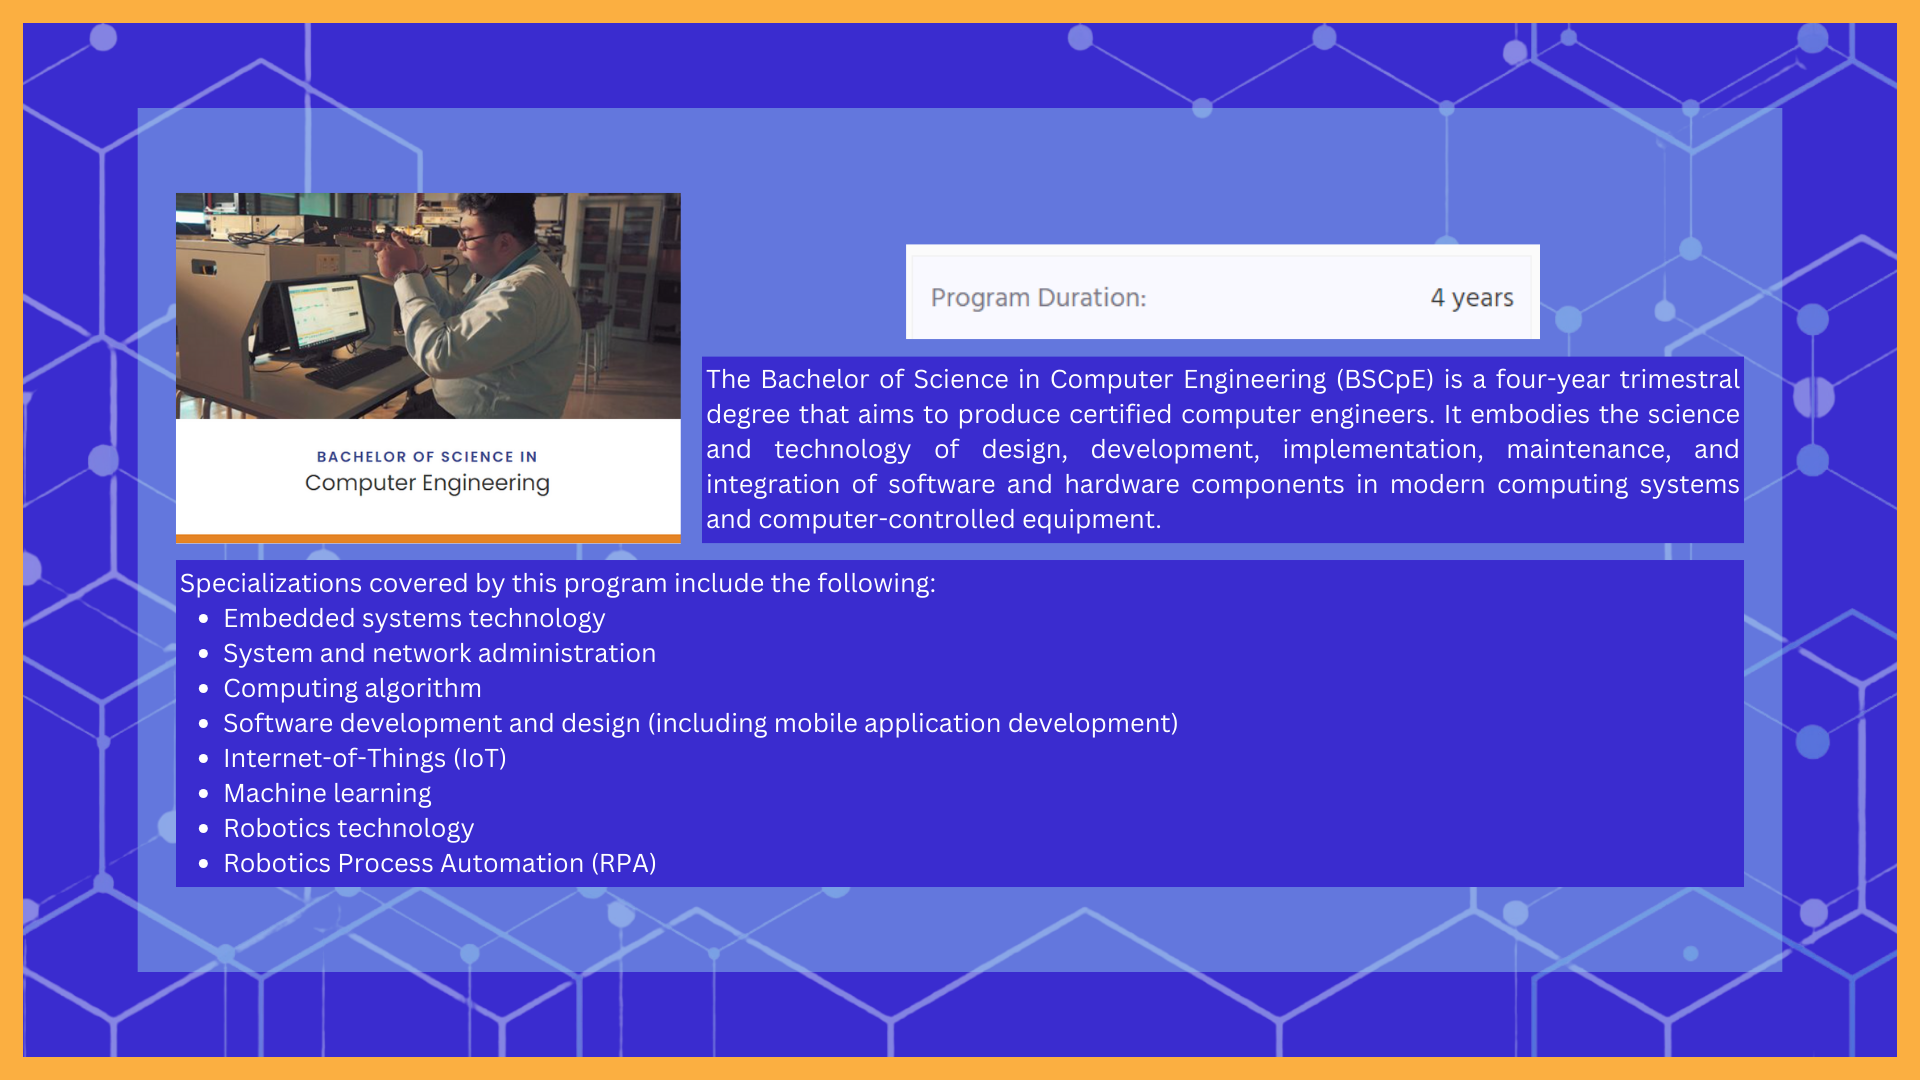 BACHELOR OF SCIENCE IN
Computer Engineering
Program Duration: 4 years
The Bachelor of Science in Computer Engineering (BSCpE) is a four-year trimestral
degree that aims to produce certified computer engineers. It embodies the science
and technology of design, development, implementation, maintenance, and
integration of software and hardware components in modern computing systems
and computer-controlled equipment.
Specializations covered by this program include the following:
• Embedded systems technology
• System and network administration
• Computing algorithm
• Software development and design (including mobile application development)
• Internet-of-Things (IoT)
• Machine learning
• Robotics technology
• Robotics Process Automation (RPA)